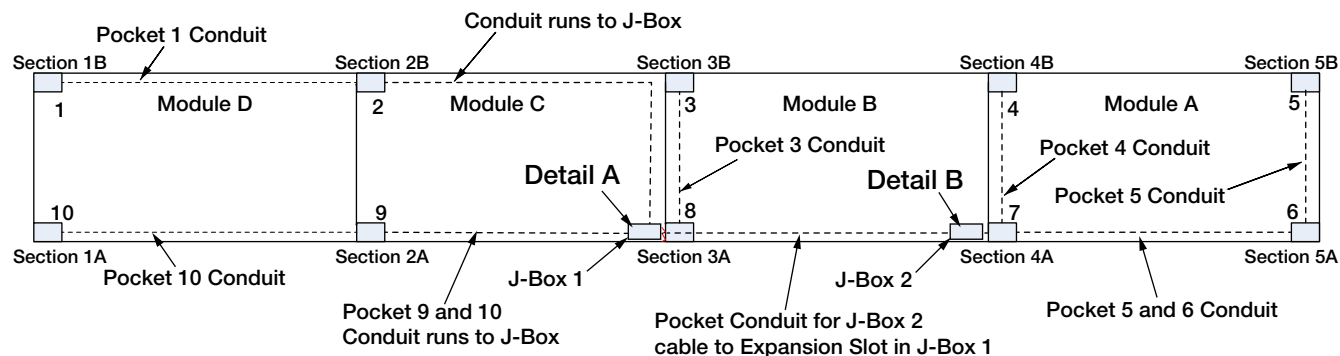 Conduit runs to J-Box
Pocket 1 Conduit
Section 1B
Section 2B
Section 3B
Section 4B
Section 5B
1
Module D
2
Module C
3
Module B
4
Module A
5
Pocket 3 Conduit
Pocket 4 Conduit
Detail A
Detail B
Pocket 5 Conduit
10
9
8
7
6
Section 1A
Pocket 10 Conduit
Section 2A
J-Box 1
Section 3A
J-Box 2
Section 4A
Section 5A
Pocket 9 and 10
Conduit runs to J-Box
Pocket Conduit for J-Box 2
cable to Expansion Slot in J-Box 1
Pocket 5 and 6 Conduit